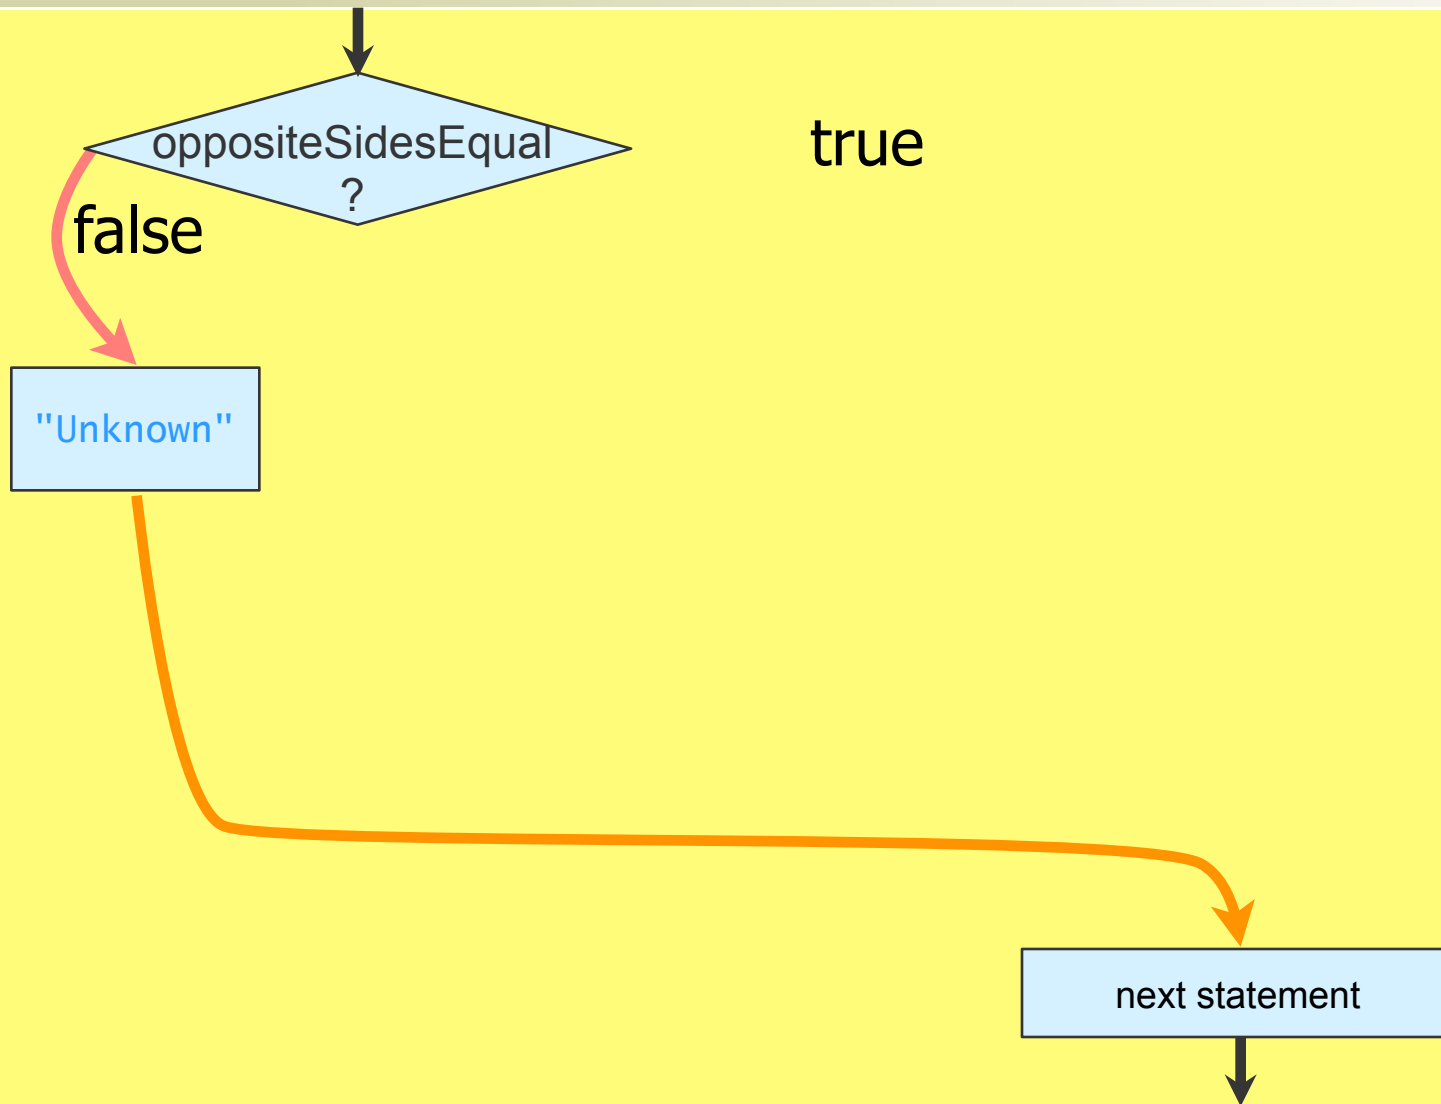 oppositeSidesEqual
?
true
false
"Unknown"
next statement